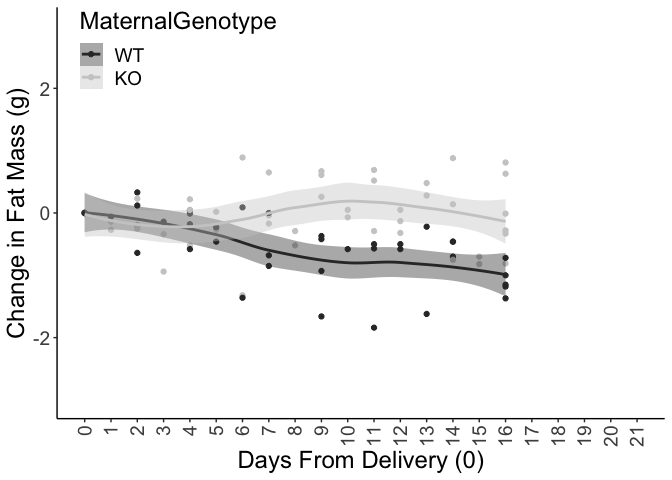 MaternalGenotype
WT
KO
Change in Fat Mass (g)
2
0
-2
0 1 2 3 4 5 6 7 8 9 10 11 12 13 14 15 16 17 18 19 20 21
Days From Delivery (0)